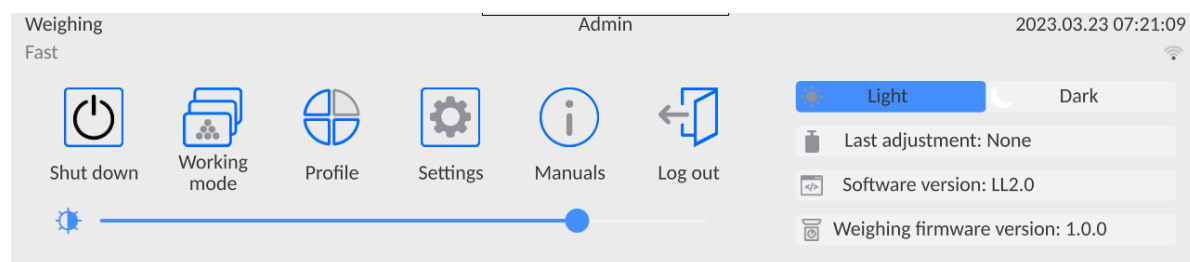 Weighing
Admin
2023.03.23 07:21:09
Fast
Shut down
Working
mode
Profile
Settings
Manuals
Log out
Light
Dark
Last adjustment: None
Software version: LL2.0
Weighing firmware version: 1.0.0